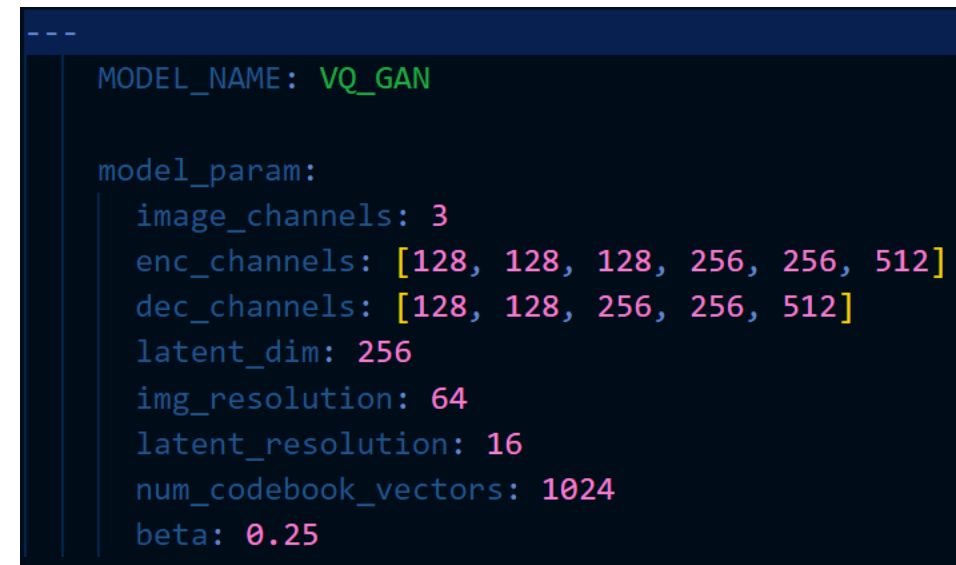 ---
MODEL_NAME: VQ_GAN
model_param:
image_channels: 3
enc_channels: [128, 128, 128, 256, 256, 512]
dec_channels: [128, 128, 256, 256, 512]
latent_dim: 256
img_resolution: 64
latent_resolution: 16
num_codebook_vectors: 1024
beta: 0.25